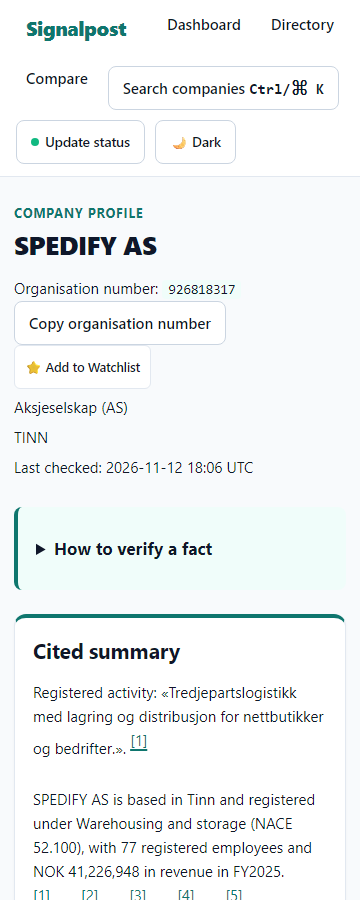 Signalpost Dashboard Directory
Compare Search companies Ctrl/⌘ K
Update status 🌙 Dark
COMPANY PROFILE
SPEDIFY AS
Organisation number: 926818317
Copy organisation number
⭐ Add to Watchlist
Aksjeselskap (AS)
TINN
Last checked: 2026-11-12 18:06 UTC
▶ How to verify a fact
Cited summary
Registered activity: «Tredjepartslogistikk
med lagring og distribusjon for nettbutikker
og bedrifter.». [1]
SPEDIFY AS is based in Tinn and registered
under Warehousing and storage (NACE
52.100), with 77 registered employees and
NOK 41,226,948 in revenue in FY2025.
[1] [2] [3] [4] [5]